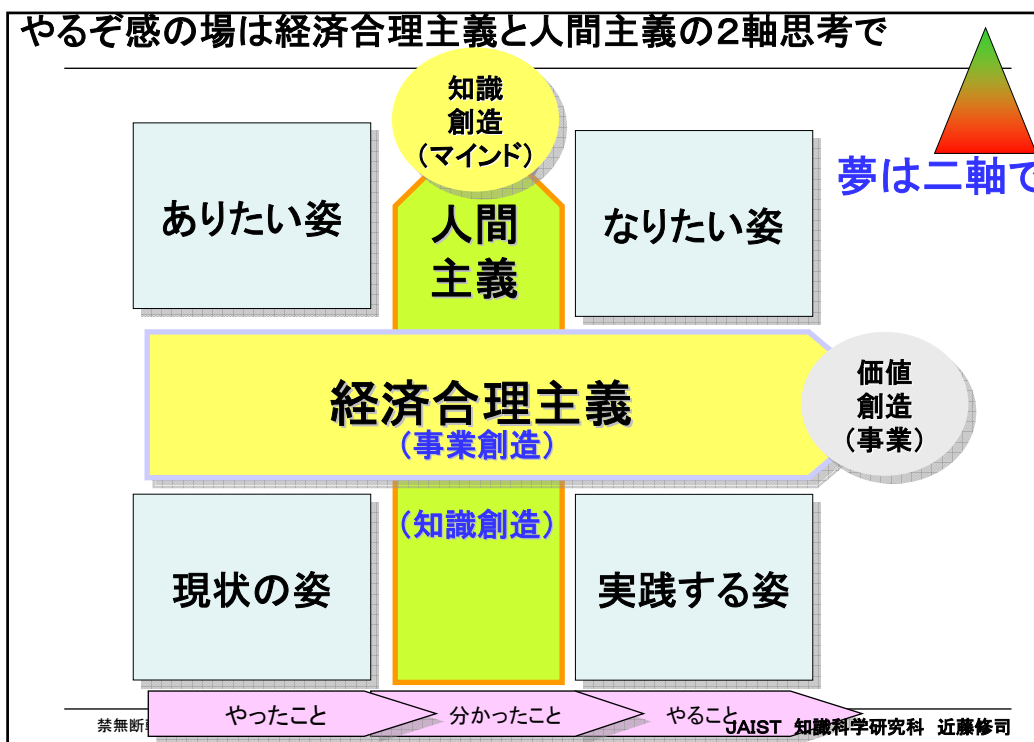 やるぞ感の場は経済合理主義と人間主義の2軸思考で
知識
創造
(マインド)
夢は二軸で
ありたい姿
人間
主義
なりたい姿
経済合理主義
(事業創造)
価値
創造
(事業)
(知識創造)
現状の姿
実践する姿
やったこと
分かったこと
やること
禁無断
JAIST 知識科学研究科 近藤修司